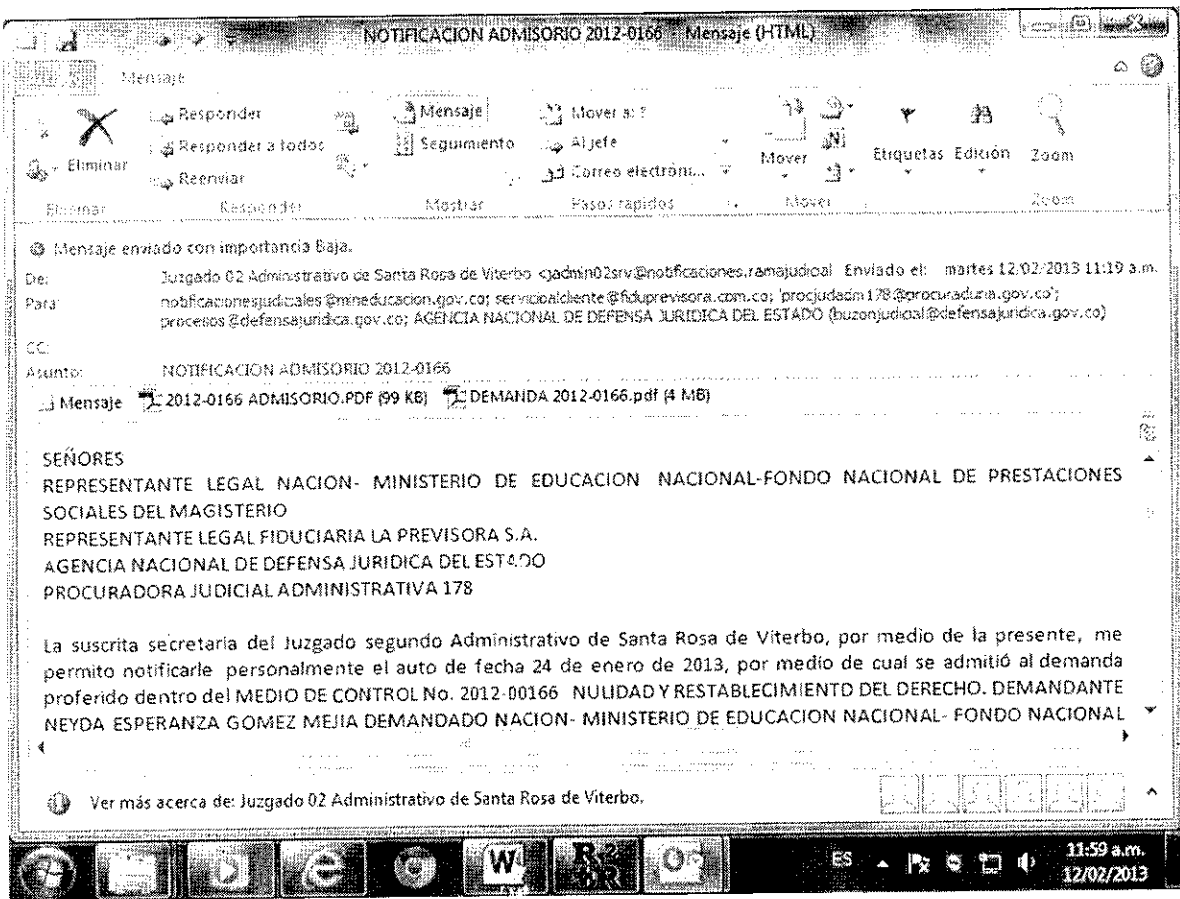 NOTIFICACION ADMISORIO 2012-0166 - Mensaje (HTML)
Mensaje
Eliminar
Responder
Responder a todos
Reenviar
Mensaje
Seguimiento
Mover a: ?
Al jefe
Correo electróni...
Mover
Etiquetas
Edición
Zoom
Eliminar
Responder
Mostrar
Pasos rápidos
Mover
Zoom
Mensaje enviado con importancia Baja.
De: Juzgado 02 Administrativo de Santa Rosa de Viterbo <jadmin02srv@notificaciones.ramajudicial Enviado el: martes 12/02/2013 11:19 a.m.
Para: notificacionesjudiciales@mineducacion.gov.co; servicioalcliente@fiduprevisora.com.co; 'procjudadm178@procuraduria.gov.co';
procesos@defensajuridica.gov.co; AGENCIA NACIONAL DE DEFENSA JURIDICA DEL ESTADO (buzonjudicial@defensajuridica.gov.co)
CC:
Asunto: NOTIFICACION ADMISORIO 2012-0166
Mensaje 2012-0166 ADMISORIO.PDF (99 KB) DEMANDA 2012-0166.pdf (4 MB)
SEÑORES
REPRESENTANTE LEGAL NACION- MINISTERIO DE EDUCACION NACIONAL-FONDO NACIONAL DE PRESTACIONES
SOCIALES DEL MAGISTERIO
REPRESENTANTE LEGAL FIDUCIARIA LA PREVISORA S.A.
AGENCIA NACIONAL DE DEFENSA JURIDICA DEL ESTADO
PROCURADORA JUDICIAL ADMINISTRATIVA 178
La suscrita secretaria del Juzgado segundo Administrativo de Santa Rosa de Viterbo, por medio de la presente, me
permito notificarle personalmente el auto de fecha 24 de enero de 2013, por medio de cual se admitió al demanda
proferido dentro del MEDIO DE CONTROL No. 2012-00166 NULIDAD Y RESTABLECIMIENTO DEL DERECHO. DEMANDANTE
NEYDA ESPERANZA GOMEZ MEJIA DEMANDADO NACION- MINISTERIO DE EDUCACION NACIONAL- FONDO NACIONAL
Ver más acerca de: Juzgado 02 Administrativo de Santa Rosa de Viterbo.
ES
11:59 a.m.
12/02/2013